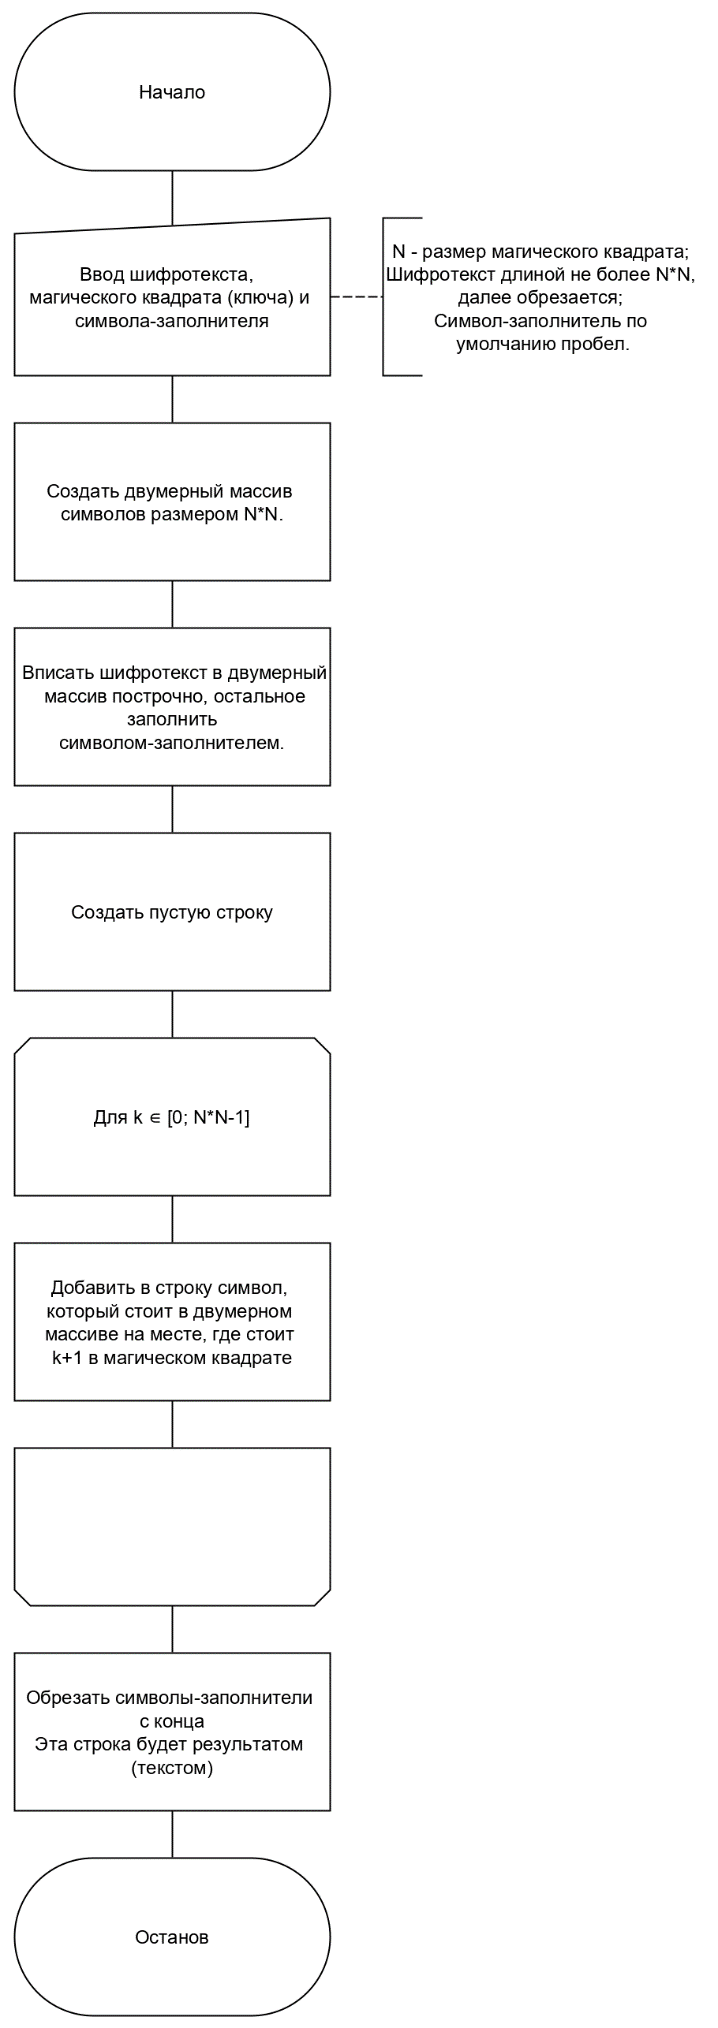 Начало
Ввод шифротекста,
магического квадрата (ключа) и
символа-заполнителя
N - размер магического квадрата;
Шифротекст длиной не более N*N,
далее обрезается;
Символ-заполнитель по
умолчанию пробел.
Создать двумерный массив
символов размером N*N.
Вписать шифротекст в двумерный
массив построчно, остальное
заполнить
символом-заполнителем.
Создать пустую строку
Для k ∈ [0; N*N-1]
Добавить в строку символ,
который стоит в двумерном
массиве на месте, где стоит
k+1 в магическом квадрате
Обрезать символы-заполнители
с конца
Эта строка будет результатом
(текстом)
Останов